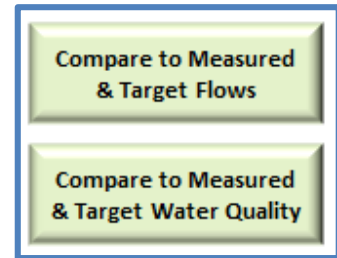 Compare to Measured
& Target Flows
Compare to Measured
& Target Water Quality